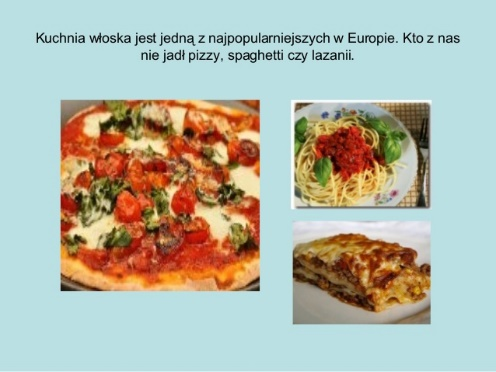 Kuchnia włoska jest jedną z najpopularniejszych w Europie. Kto z nas
nie jadł pizzy, spaghetti czy lazanii.